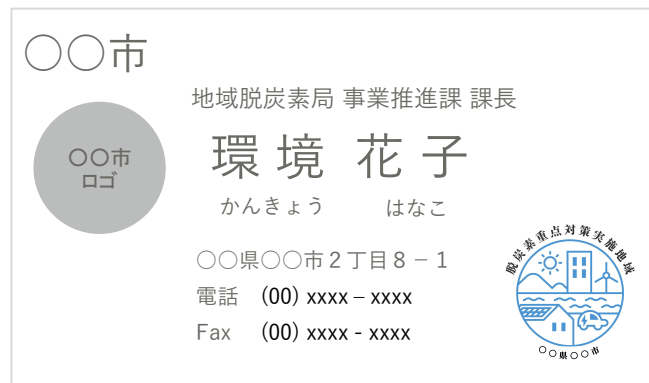 〇〇市
地域脱炭素局 事業推進課 課長
〇〇市
ロゴ
環 境 花 子
かんきょう はなこ
〇〇県〇〇市２丁目８－１
電話 (00) xxxx – xxxx
Fax (00) xxxx - xxxx
脱炭素重点対策実施地域
〇〇県〇〇市